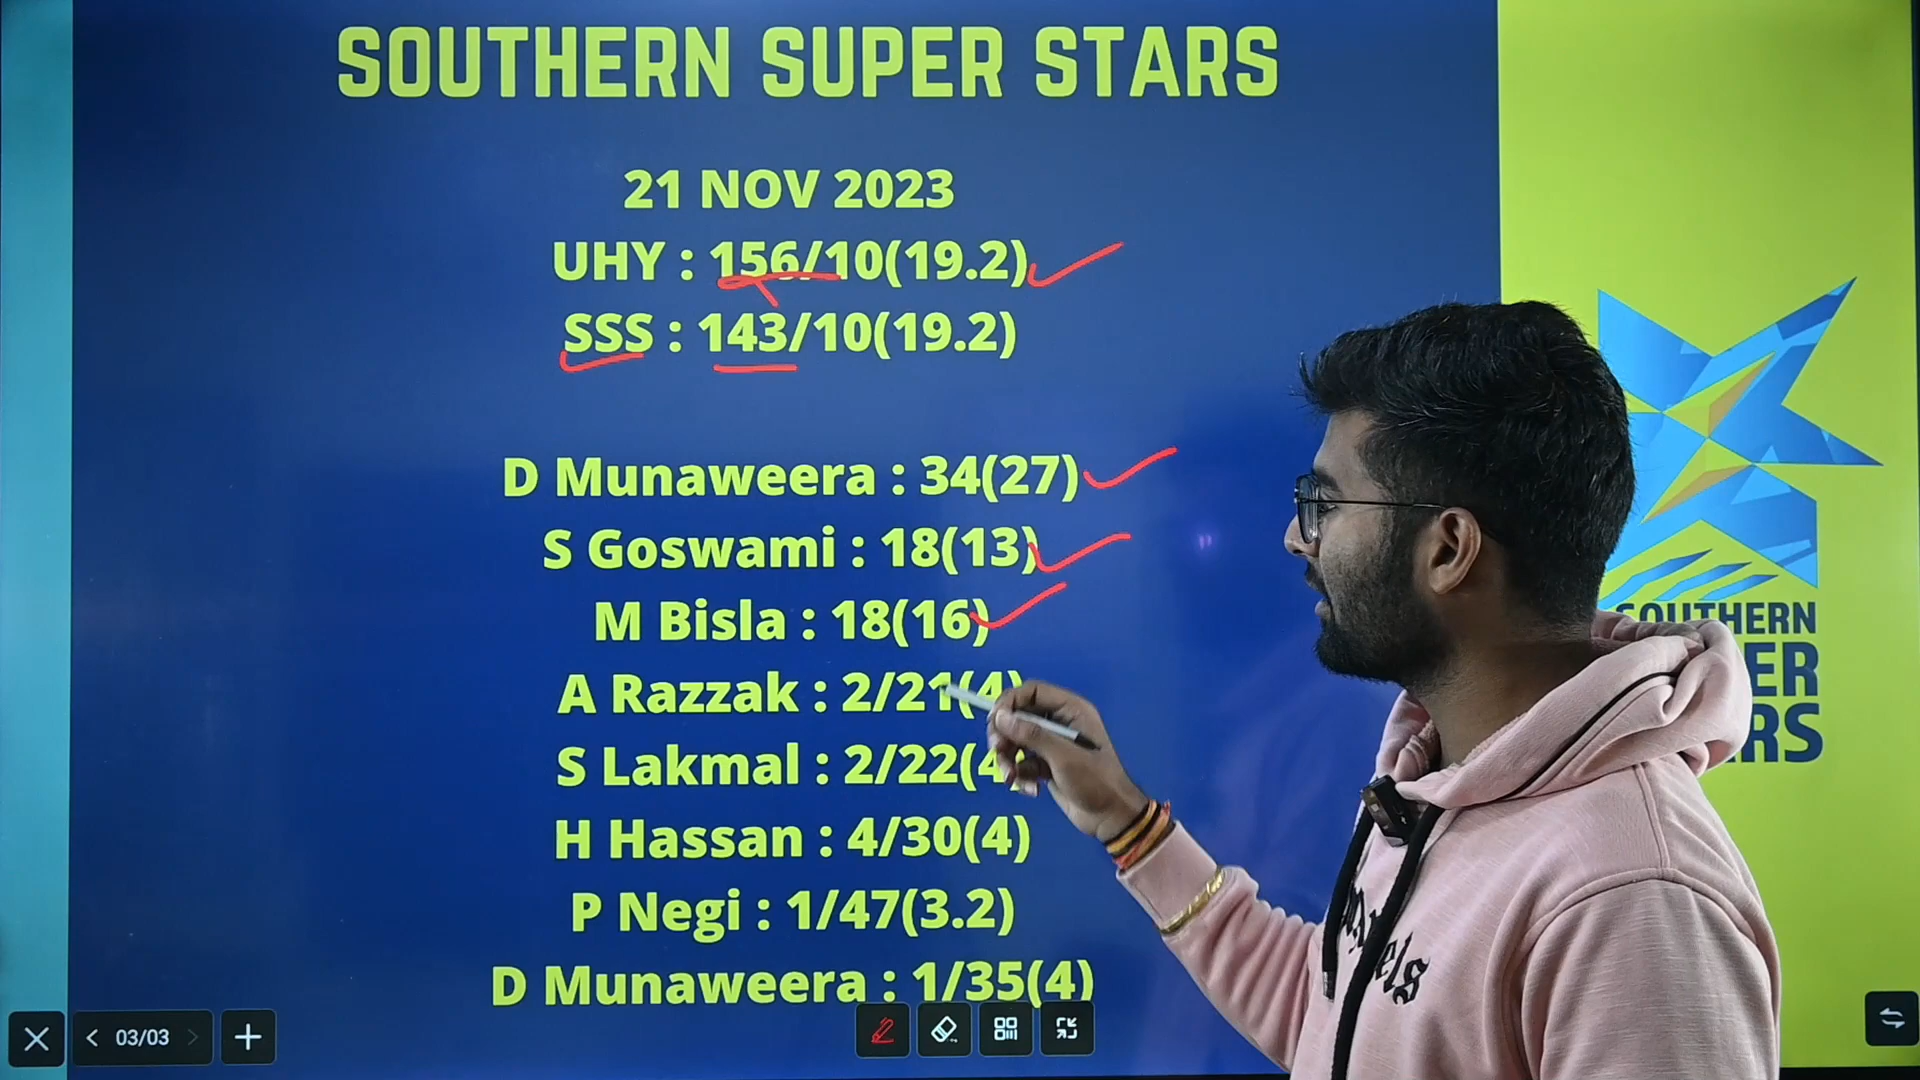 SOUTHERN SUPER STARS
21 NOV 2023
UHY : 156/10(19.2)
SSS : 143/10(19.2)
D Munaweera : 34(27)
S Goswami : 18(13)
M Bisla : 18(16)
A Razzak : 2/21(4)
S Lakmal : 2/22(4)
H Hassan : 4/30(4)
P Negi : 1/47(3.2)
D Munaweera : 1/35(4)
03/03
SOUTHERN